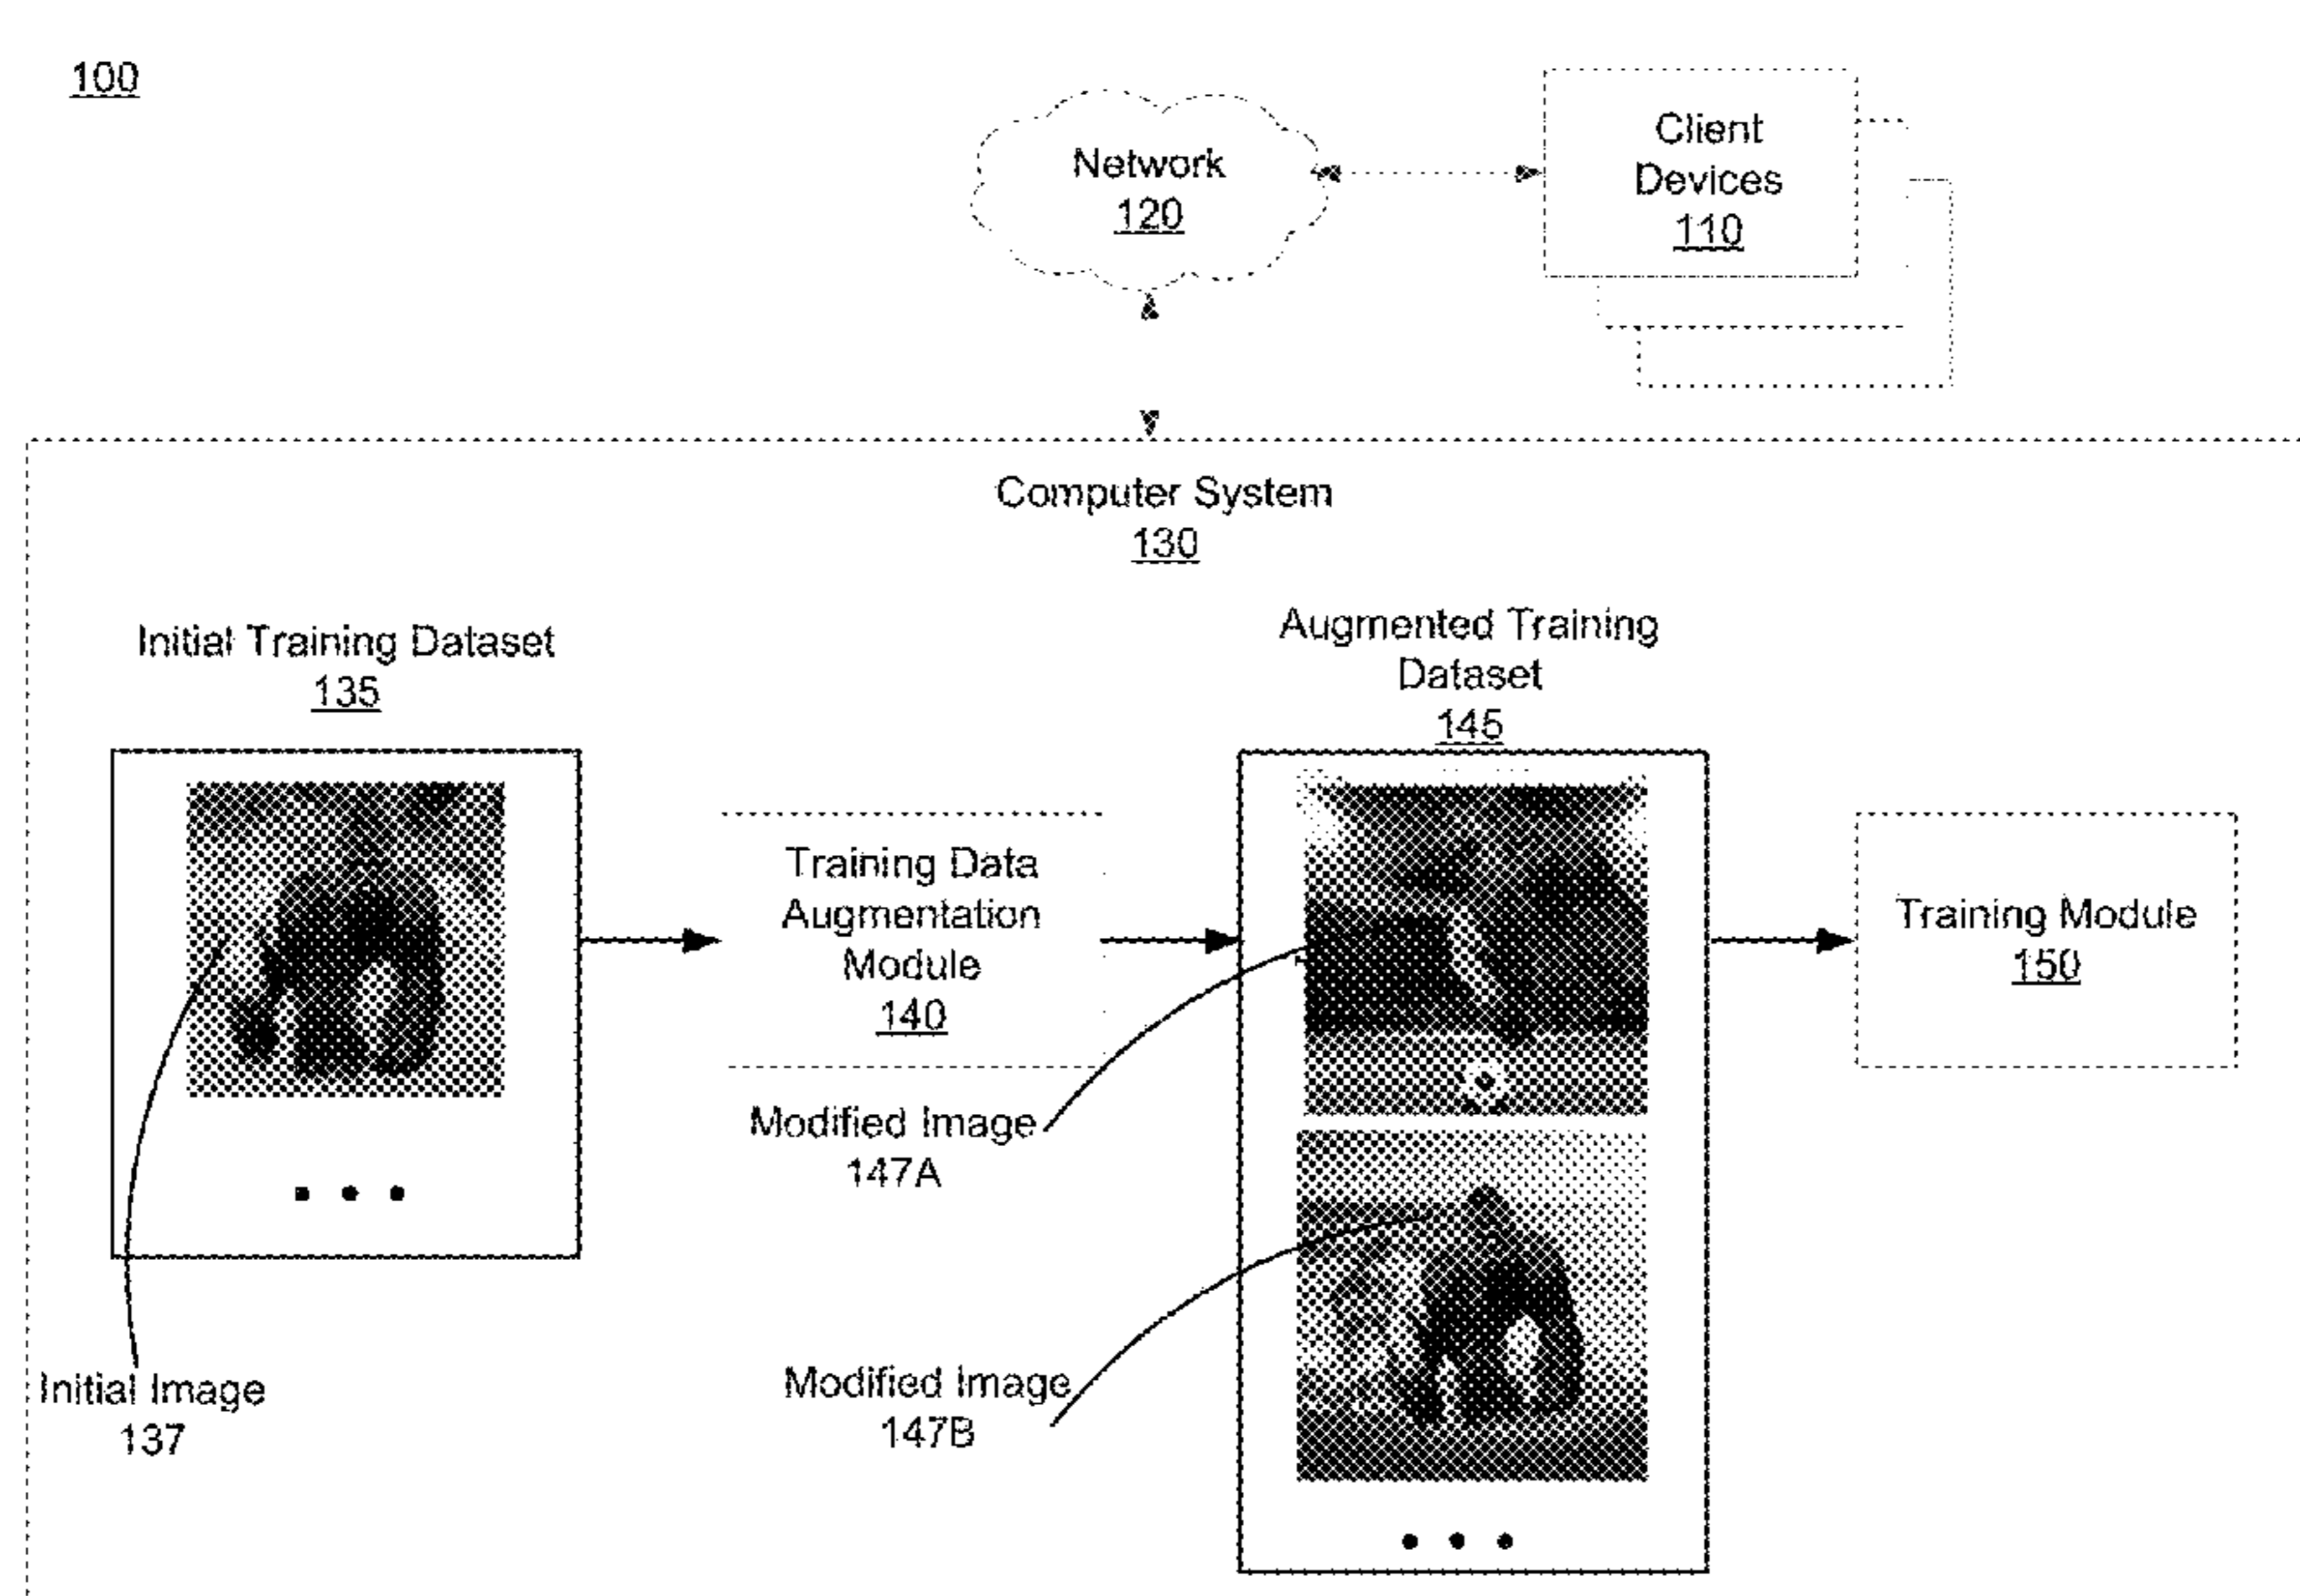 100
Network
120
Client
Devices
110
Computer System
130
Initial Training Dataset
135
Augmented Training
Dataset
145
Training Data
Augmentation
Module
140
Training Module
150
Modified Image
147A
Initial Image
137
Modified Image
147B